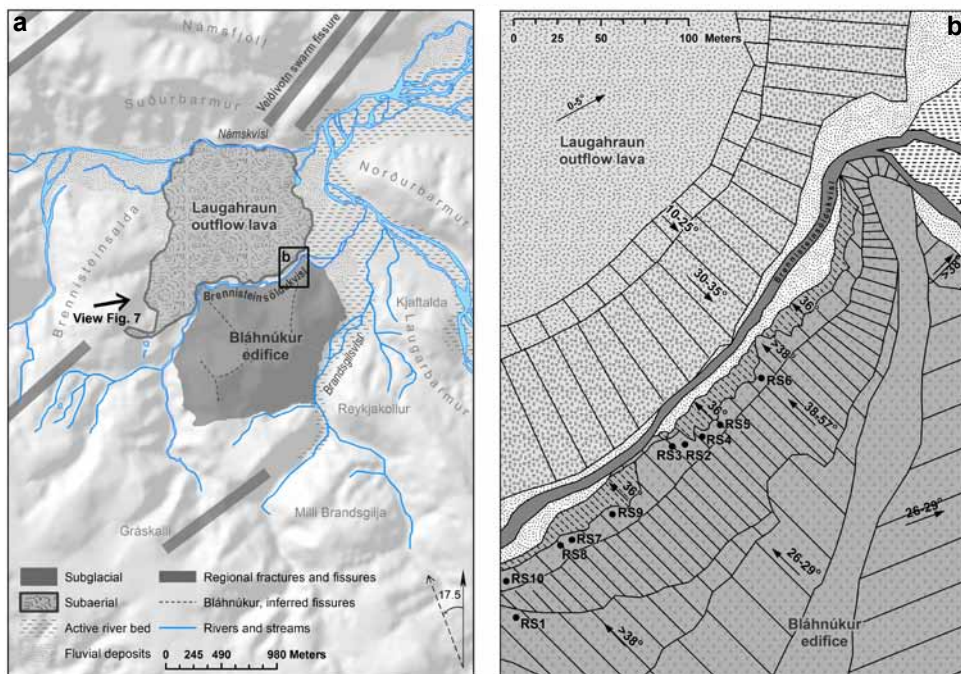 a
Námsfjöll
Veiðivötn swarm fissure
Suðurbarmur
Námskvísl
Norðurbarmur
Laugahraun
outflow lava
b
Brennisteinsalda
View Fig. 7
Bláhnúkur
edifice
Brandsgilsvísl
Kjaftalda
Laugarbarmur
Reykjakollur
Gráskalli
Milli Brandsgilja
Subglacial
Subaerial
Active river bed
Fluvial deposits
Regional fractures and fissures
Bláhnúkur, inferred fissures
Rivers and streams
0 245 490 980 Meters
17.5
b
0 25 50 100 Meters
0-5°
Laugahraun
outflow lava
10-25°
30-35°
>38°
36°
>38°
RS6
36°
38-57°
RS5
RS4
RS3 RS2
36°
RS9
RS7
RS8
RS10
RS1
26-29°
26-29°
>38°
Bláhnúkur
edifice